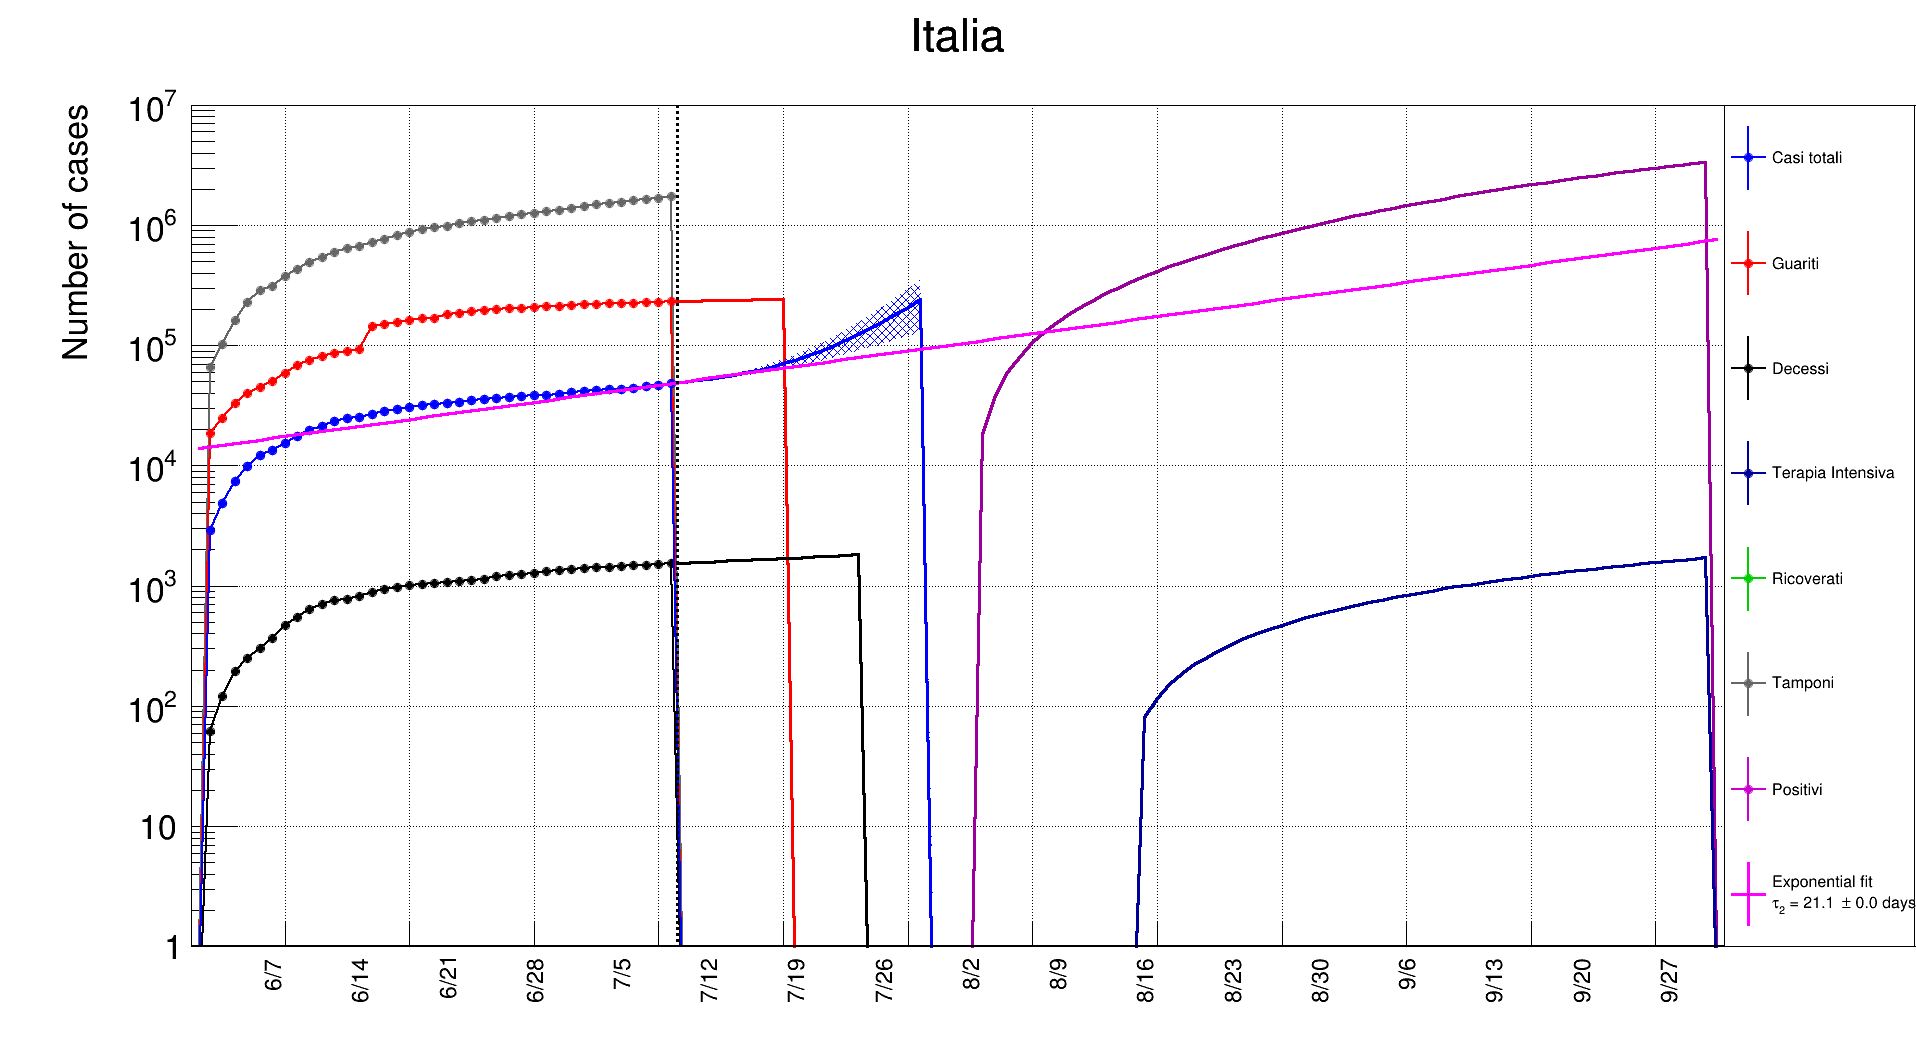 Italia
Number of cases
10^7
10^6
10^5
10^4
10^3
10^2
10
1
6/7
6/14
6/21
6/28
7/5
7/12
7/19
7/26
8/2
8/9
8/16
8/23
8/30
9/6
9/13
9/20
9/27
Casi totali
Guariti
Decessi
Terapia Intensiva
Ricoverati
Tamponi
Positivi
Exponential fit
τ₂ = 21.1 ± 0.0 days